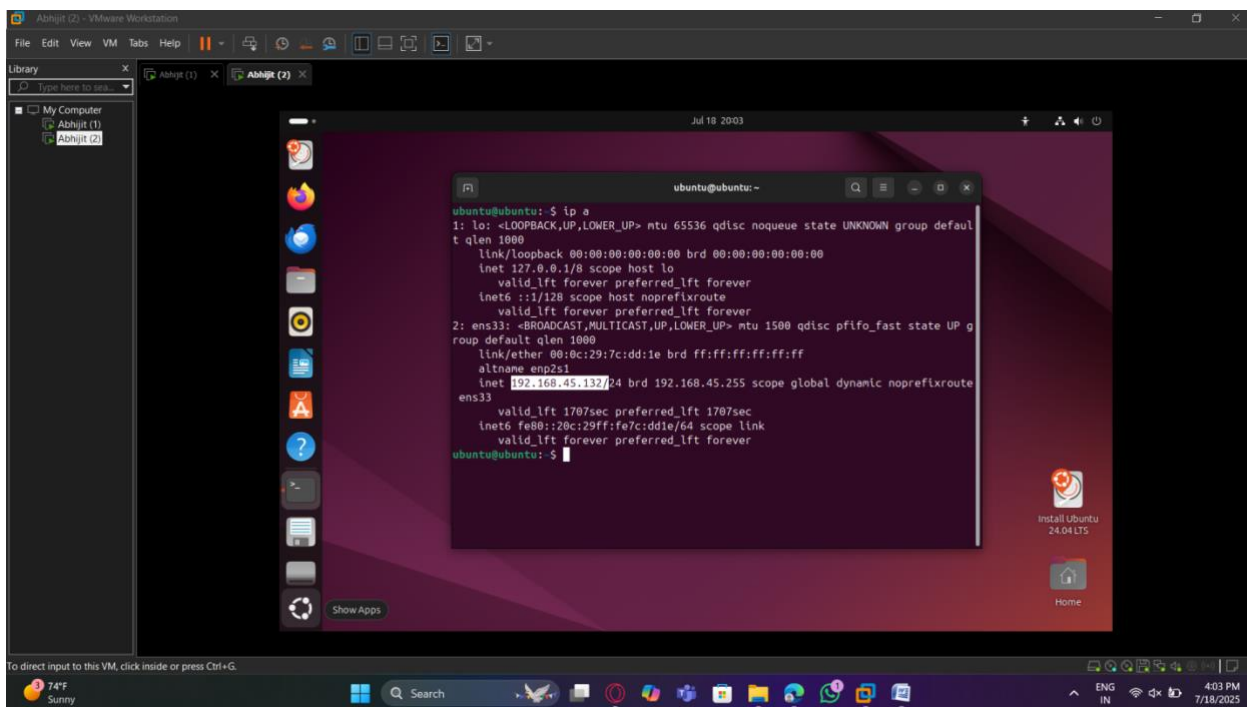 Abhijit (2) - VMware Workstation
File Edit View VM Tabs Help
Library X
Type here to sea...
Abhijit (1) X Abhijit (2) X
My Computer
Abhijit (1)
Abhijit (2)
Jul 18 20:03
ubuntu@ubuntu: ~
ubuntu@ubuntu:~$ ip a
1: lo: <LOOPBACK,UP,LOWER_UP> mtu 65536 qdisc noqueue state UNKNOWN group defaul
t qlen 1000
link/loopback 00:00:00:00:00:00 brd 00:00:00:00:00:00
inet 127.0.0.1/8 scope host lo
valid_lft forever preferred_lft forever
inet6 ::1/128 scope host noprefixroute
valid_lft forever preferred_lft forever
2: ens33: <BROADCAST,MULTICAST,UP,LOWER_UP> mtu 1500 qdisc pfifo_fast state UP g
roup default qlen 1000
link/ether 00:0c:29:7c:dd:1e brd ff:ff:ff:ff:ff:ff
altname enp2s1
inet 192.168.45.132/24 brd 192.168.45.255 scope global dynamic noprefixroute
ens33
valid_lft 1707sec preferred_lft 1707sec
inet6 fe80::20c:29ff:fe7c:dd1e/64 scope link
valid_lft forever preferred_lft forever
ubuntu@ubuntu:~$
Install Ubuntu
24.04 LTS
Home
Show Apps
To direct input to this VM, click inside or press Ctrl+G.
3
74°F
Sunny
Search
ENG
IN
4:03 PM
7/18/2025